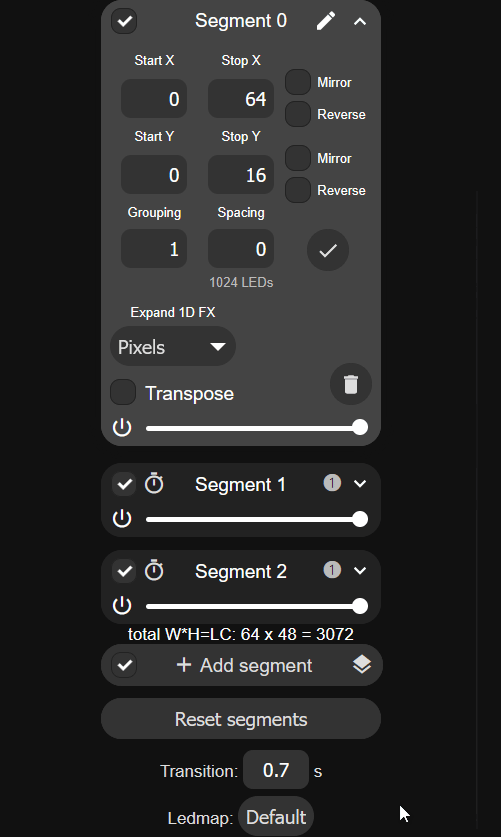 Segment 0
Start X Stop X
Mirror
0 64
Reverse
Start Y Stop Y
Mirror
0 16
Reverse
Grouping Spacing
1 0
1024 LEDs
Expand 1D FX
Pixels
Transpose
Segment 1 1
Segment 2 1
total W*H=LC: 64 x 48 = 3072
+ Add segment
Reset segments
Transition: 0.7 s
Ledmap: Default